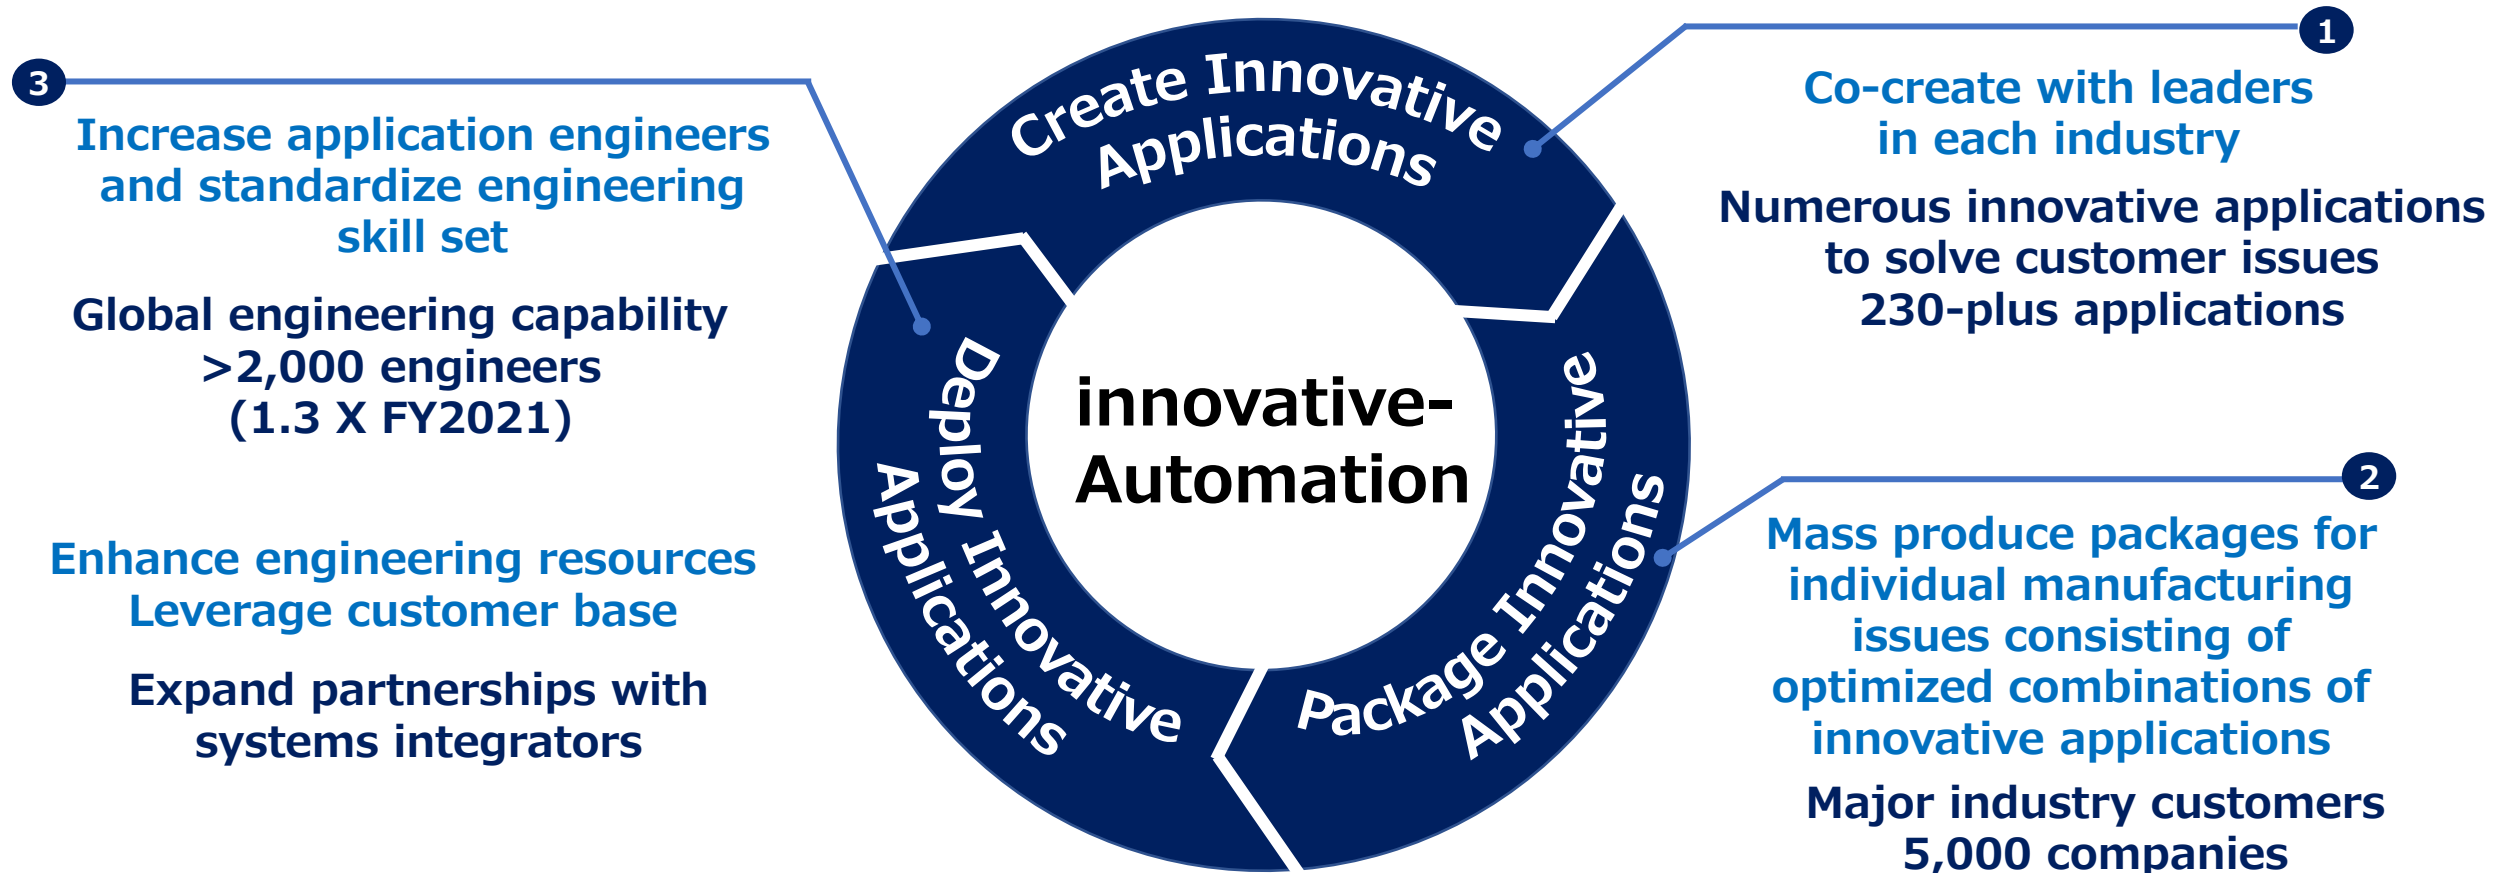 1
Co-create with leaders
in each industry
Numerous innovative applications
to solve customer issues
230-plus applications
2
Mass produce packages for
individual manufacturing
issues consisting of
optimized combinations of
innovative applications
Major industry customers
5,000 companies
3
Increase application engineers
and standardize engineering
skill set
Global engineering capability
>2,000 engineers
(1.3 X FY2021)
Enhance engineering resources
Leverage customer base
Expand partnerships with
systems integrators
Create Innovative
Applications
Package Innovative
Applications
Deploy Innovative
Applications
innovative-
Automation